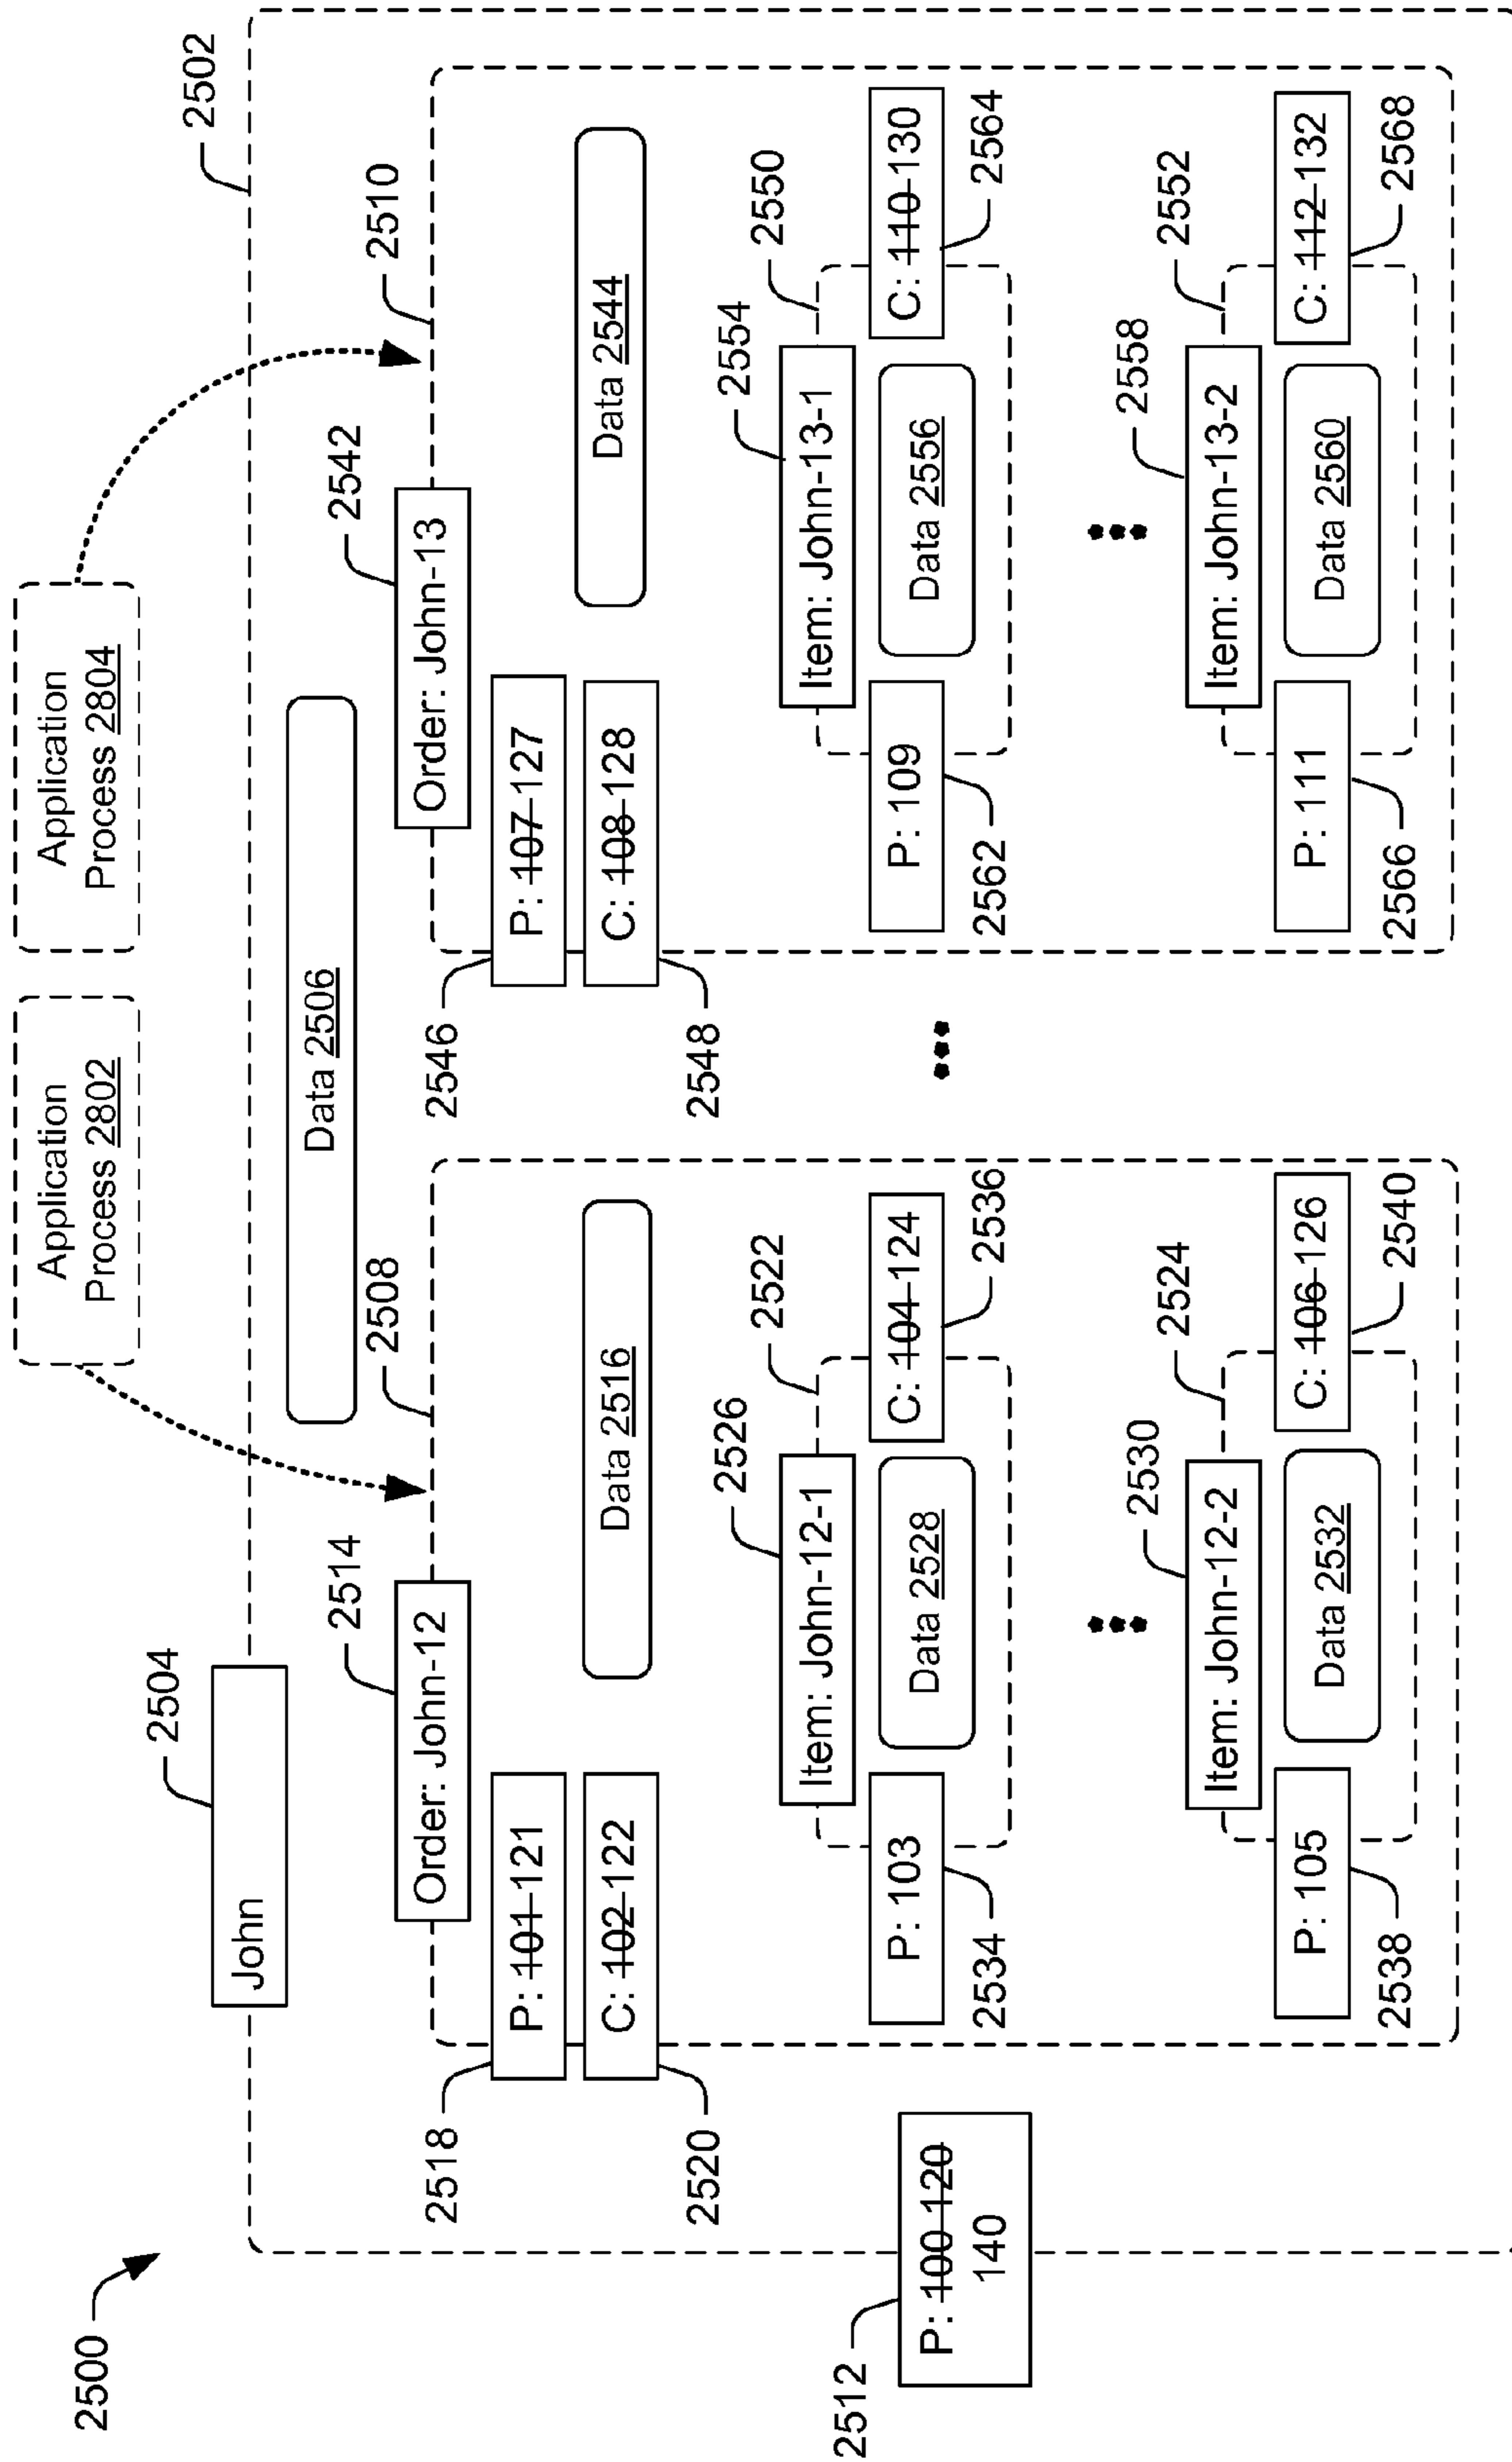 2500
Application
Process 2802
Application
Process 2804
2502
2504
John
Data 2506
2508
2510
2512
P: 100 120
140
2514
Order: John-12
2518
P: 101 121
2520
C: 102 122
Data 2516
2522
2526
Item: John-12-1
P: 103
2534
Data 2528
C: 104 124
2536
2524
2530
Item: John-12-2
P: 105
2538
Data 2532
C: 106 126
2540
2542
Order: John-13
2546
P: 107 127
2548
C: 108 128
Data 2544
2550
2554
Item: John-13-1
P: 109
2562
Data 2556
C: 110 130
2564
2552
2558
Item: John-13-2
P: 111
2566
Data 2560
C: 112 132
2568